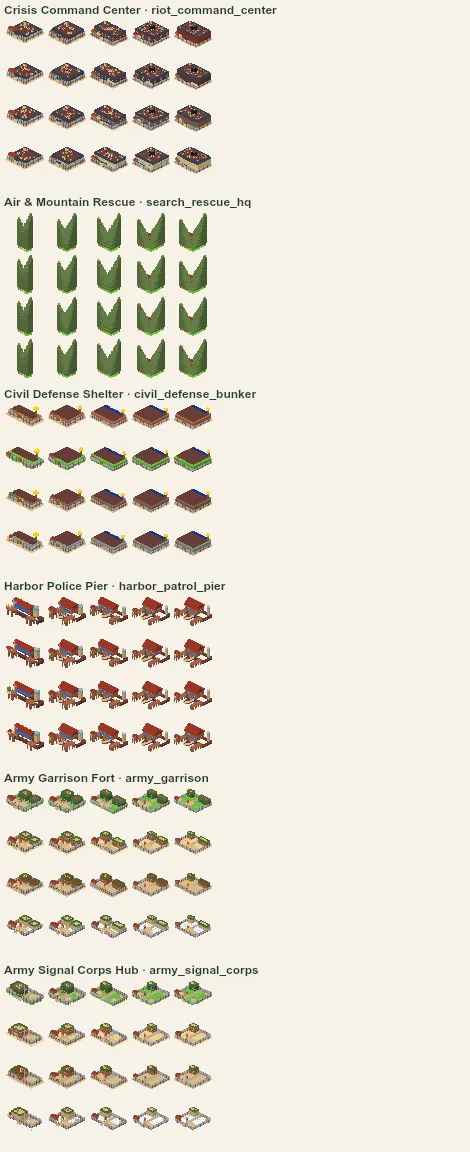 Crisis Command Center · riot_command_center
Air & Mountain Rescue · search_rescue_hq
Civil Defense Shelter · civil_defense_bunker
Harbor Police Pier · harbor_patrol_pier
Army Garrison Fort · army_garrison
Army Signal Corps Hub · army_signal_corps